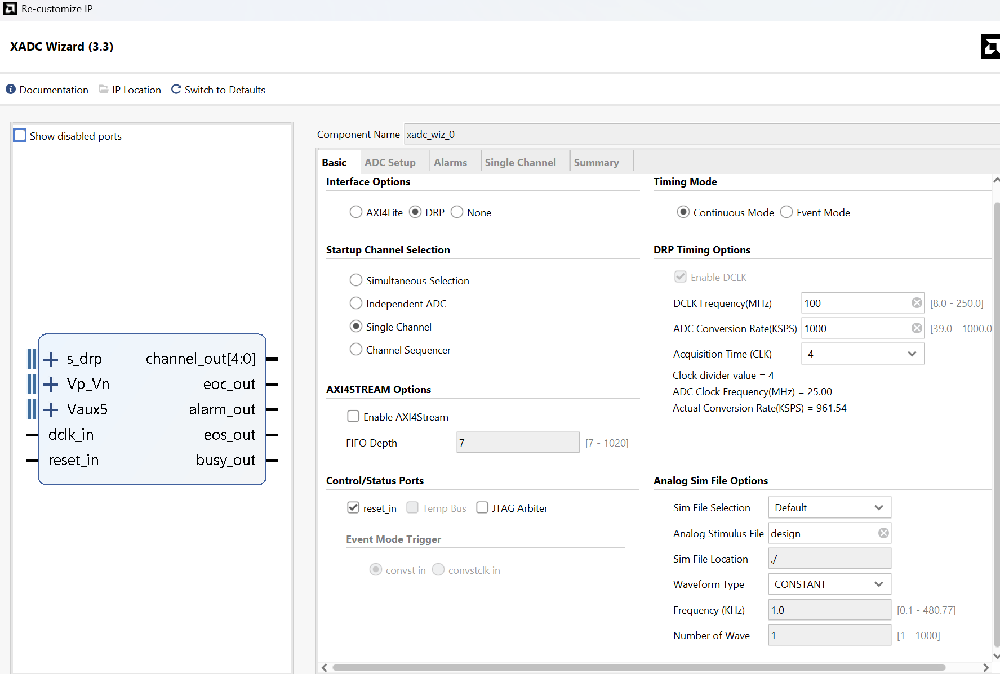 Re-customize IP
XADC Wizard (3.3)
Documentation IP Location Switch to Defaults
Show disabled ports
s_drp
Vp_Vn
Vaux5
dclk_in
reset_in
channel_out[4:0]
eoc_out
alarm_out
eos_out
busy_out
Component Name xadc_wiz_0
Basic ADC Setup Alarms Single Channel Summary
Interface Options
AXI4Lite DRP None
Startup Channel Selection
Simultaneous Selection
Independent ADC
Single Channel
Channel Sequencer
AXI4STREAM Options
Enable AXI4Stream
FIFO Depth 7 [7 - 1020]
Control/Status Ports
reset_in Temp Bus JTAG Arbiter
Event Mode Trigger
convst in convstclk in
Timing Mode
Continuous Mode Event Mode
DRP Timing Options
Enable DCLK
DCLK Frequency(MHz) 100 [8.0 - 250.0]
ADC Conversion Rate(KSPS) 1000 [39.0 - 1000.0
Acquisition Time (CLK) 4
Clock divider value = 4
ADC Clock Frequency(MHz) = 25.00
Actual Conversion Rate(KSPS) = 961.54
Analog Sim File Options
Sim File Selection Default
Analog Stimulus File design
Sim File Location ./
Waveform Type CONSTANT
Frequency (KHz) 1.0 [0.1 - 480.77]
Number of Wave 1 [1 - 1000]